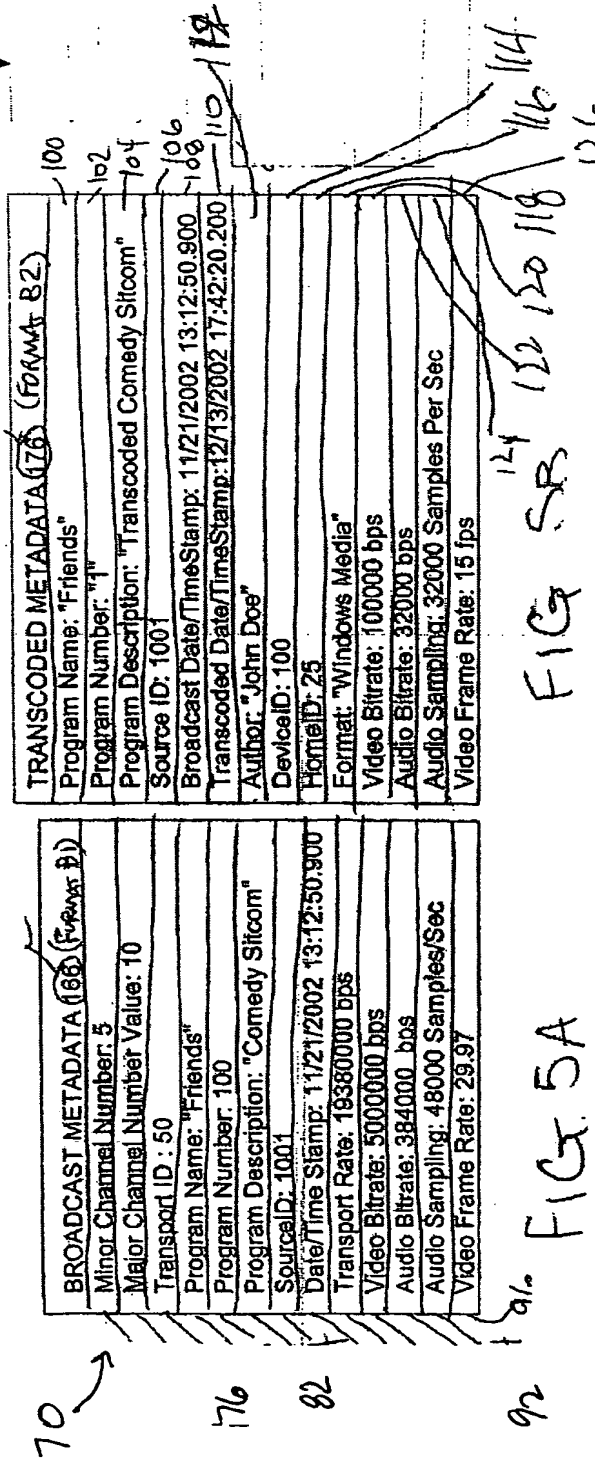 70
176
82
92
96
BROADCAST METADATA (166) (FORMAT B1)
Minor Channel Number: 5
Major Channel Number Value: 10
Transport ID : 50
Program Name: "Friends"
Program Number: 100
Program Description: "Comedy Sitcom"
SourceID: 1001
Date/Time Stamp: 11/21/2002 13:12:50.900
Transport Rate: 19380000 bps
Video Bitrate: 5000000 bps
Audio Bitrate: 384000 bps
Audio Sampling: 48000 Samples/Sec
Video Frame Rate: 29.97
FIG. 5A
TRANSCODED METADATA (176) (FORMAT B2)
Program Name: "Friends"
Program Number: "1"
Program Description: "Transcoded Comedy Sitcom"
Source ID: 1001
Broadcast Date/TimeStamp: 11/21/2002 13:12:50.900
Transcoded Date/TimeStamp:12/13/2002 17:42:20.200
Author: "John Doe"
DeviceID: 100
HomeID: 25
Format: "Windows Media"
Video Bitrate: 100000 bps
Audio Bitrate: 32000 bps
Audio Sampling: 32000 Samples Per Sec
Video Frame Rate: 15 fps
100
102
104
106
108
110
112
114
116
118
120
122
124
126
FIG 5B